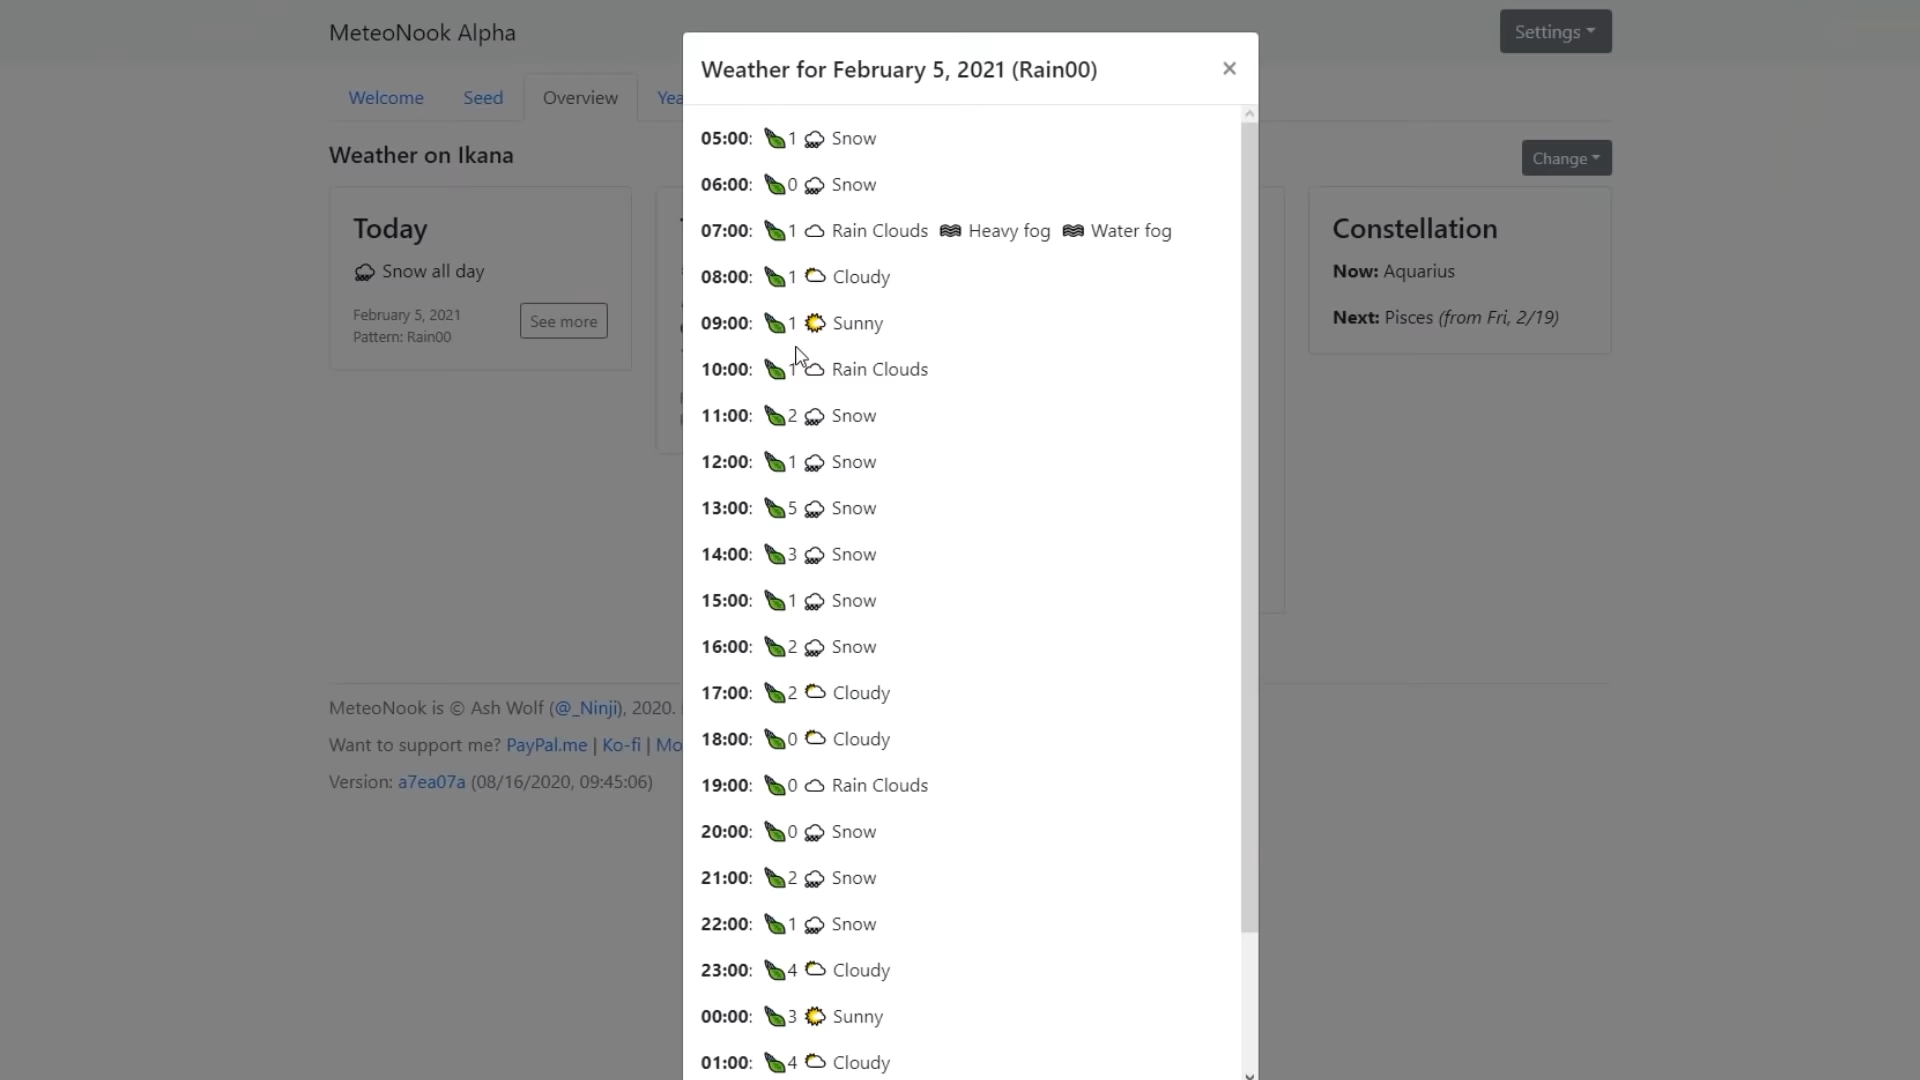 MeteoNook Alpha
Settings
Welcome
Seed
Overview
Yea
Weather on Ikana
Change
Today
Snow all day
February 5, 2021
Pattern: Rain00
See more
Constellation
Now: Aquarius
Next: Pisces (from Fri, 2/19)
MeteoNook is © Ash Wolf (@_Ninji), 2020.
Want to support me? PayPal.me | Ko-fi | Mo
Version: a7ea07a (08/16/2020, 09:45:06)
Weather for February 5, 2021 (Rain00)
×
05:00: 1 Snow
06:00: 0 Snow
07:00: 1 Rain Clouds Heavy fog Water fog
08:00: 1 Cloudy
09:00: 1 Sunny
10:00: 1 Rain Clouds
11:00: 2 Snow
12:00: 1 Snow
13:00: 5 Snow
14:00: 3 Snow
15:00: 1 Snow
16:00: 2 Snow
17:00: 2 Cloudy
18:00: 0 Cloudy
19:00: 0 Rain Clouds
20:00: 0 Snow
21:00: 2 Snow
22:00: 1 Snow
23:00: 4 Cloudy
00:00: 3 Sunny
01:00: 4 Cloudy